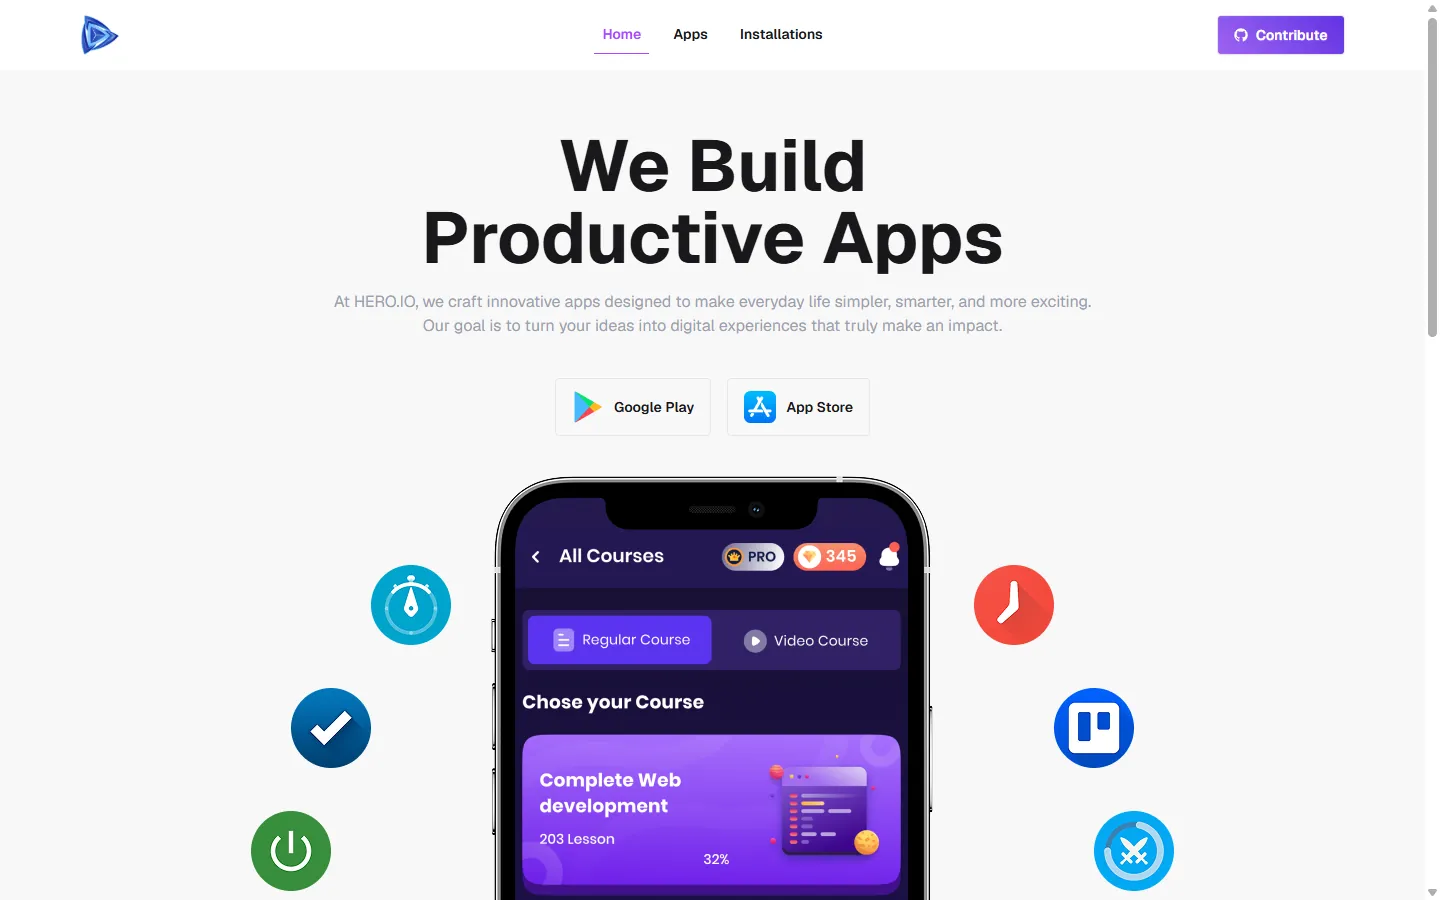 Home
Apps
Installations
Contribute
We Build
Productive Apps
At HERO.IO, we craft innovative apps designed to make everyday life simpler, smarter, and more exciting.
Our goal is to turn your ideas into digital experiences that truly make an impact.
Google Play
App Store
All Courses
PRO
345
Regular Course
Video Course
Chose your Course
Complete Web
development
203 Lesson
32%